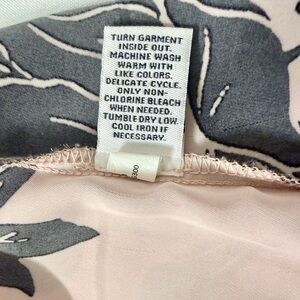 TURN GARMENT
INSIDE OUT.
MACHINE WASH
WARM WITH
LIKE COLORS.
DELICATE CYCLE.
ONLY NON-
CHLORINE BLEACH
WHEN NEEDED.
TUMBLE DRY LOW.
COOL IRON IF
NECESSARY.